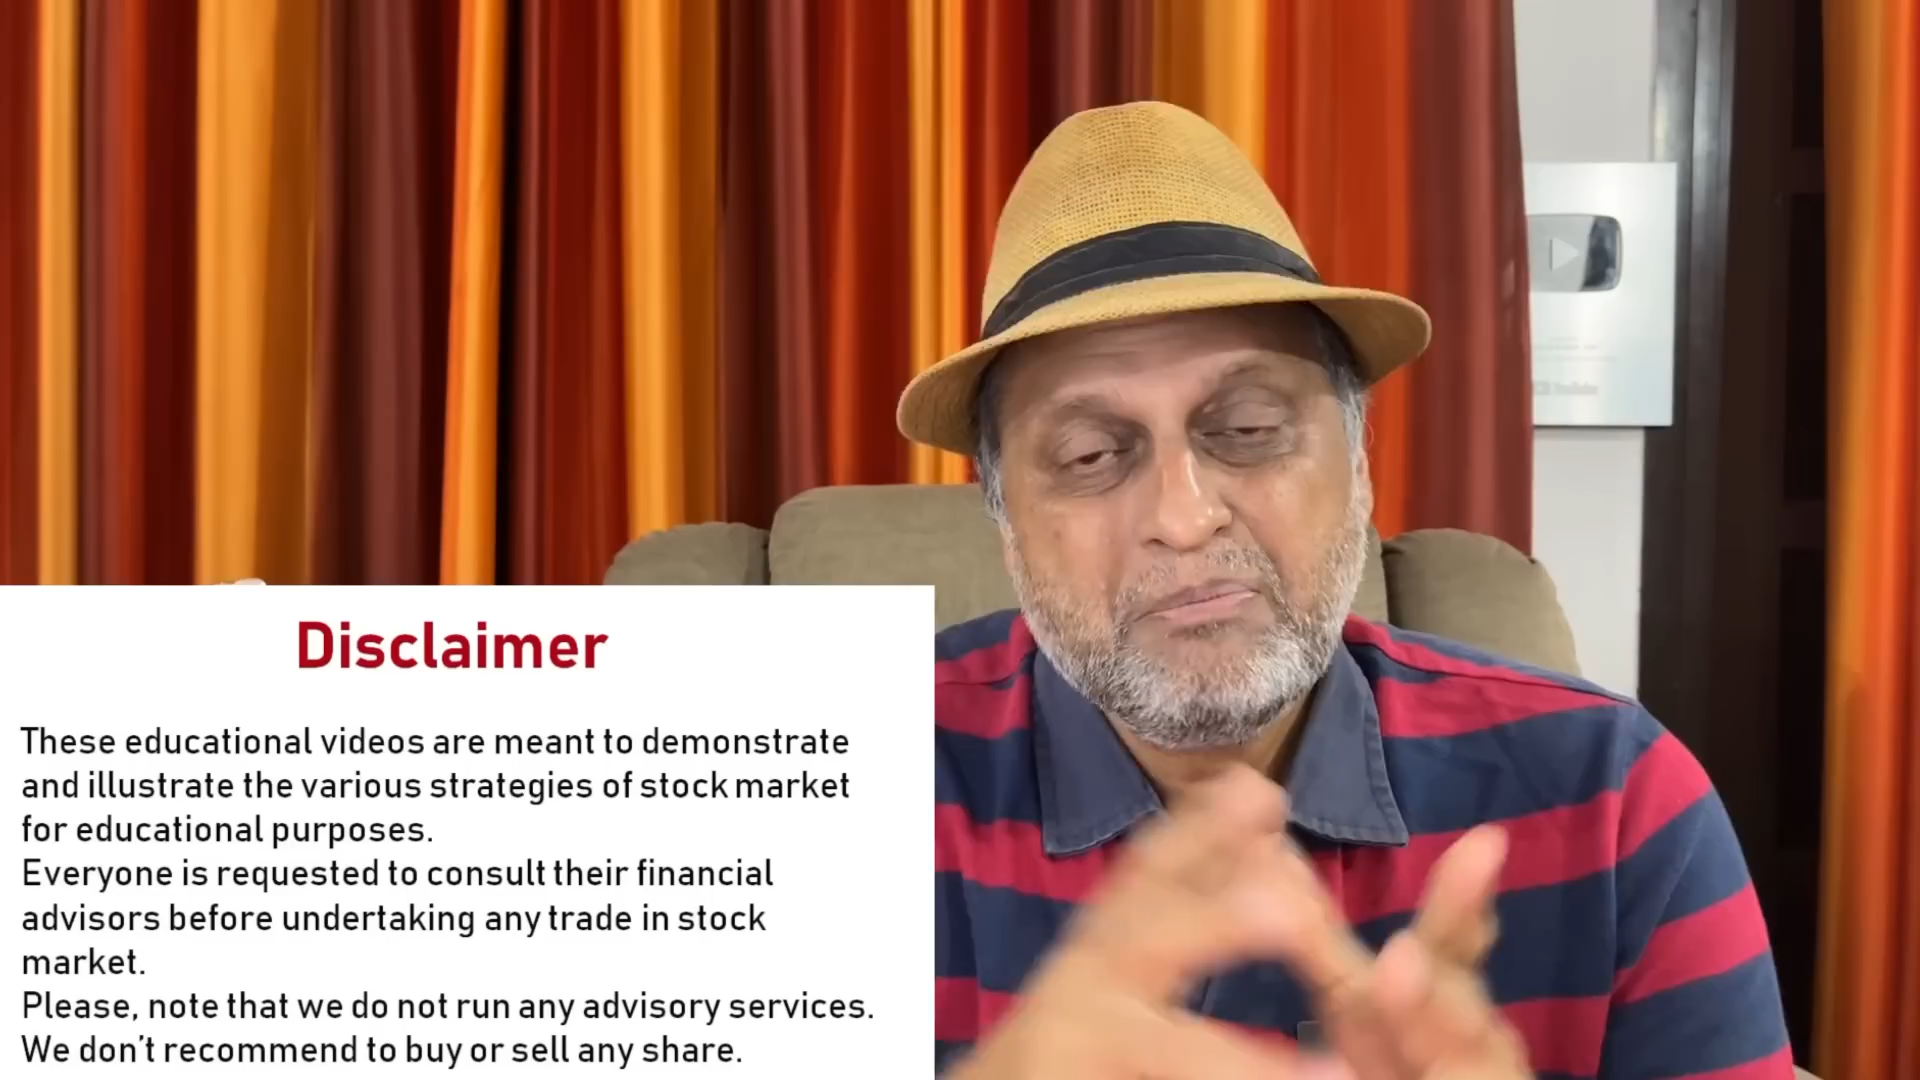 Disclaimer
These educational videos are meant to demonstrate
and illustrate the various strategies of stock market
for educational purposes.
Everyone is requested to consult their financial
advisors before undertaking any trade in stock
market.
Please, note that we do not run any advisory services.
We don't recommend to buy or sell any share.